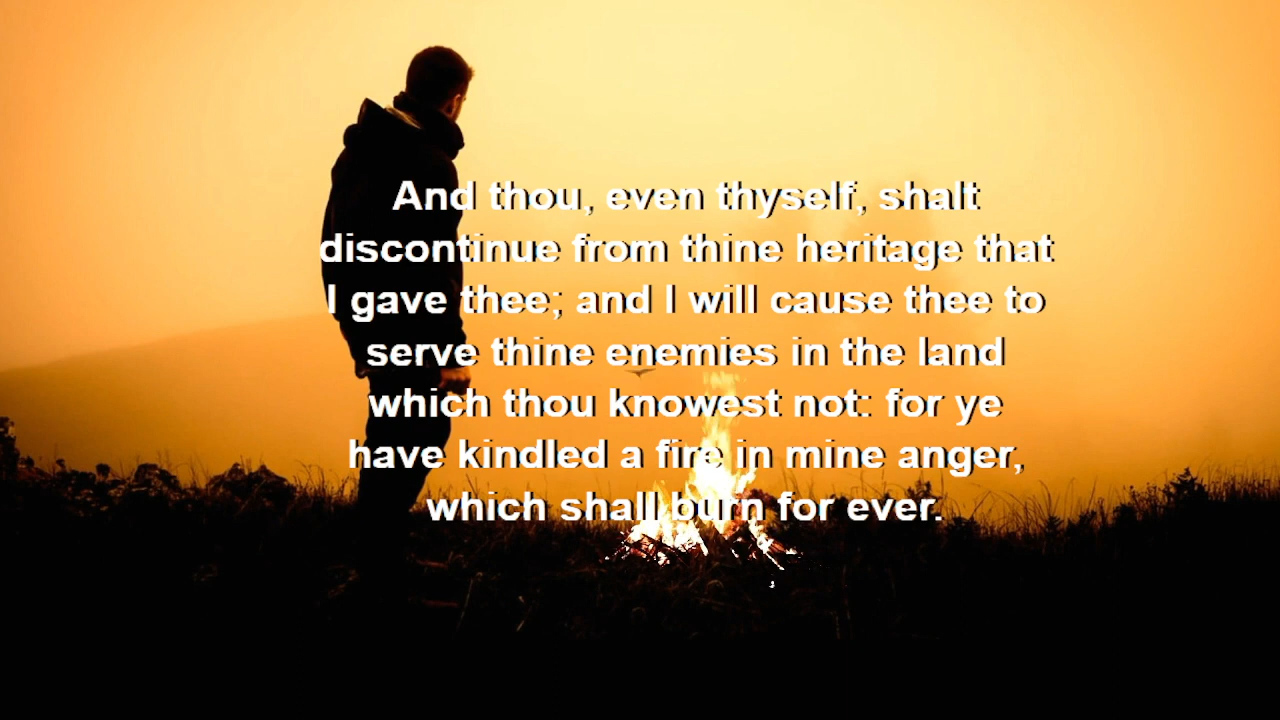 And thou, even thyself, shalt
discontinue from thine heritage that
I gave thee; and I will cause thee to
serve thine enemies in the land
which thou knowest not: for ye
have kindled a fire in mine anger,
which shall burn for ever.